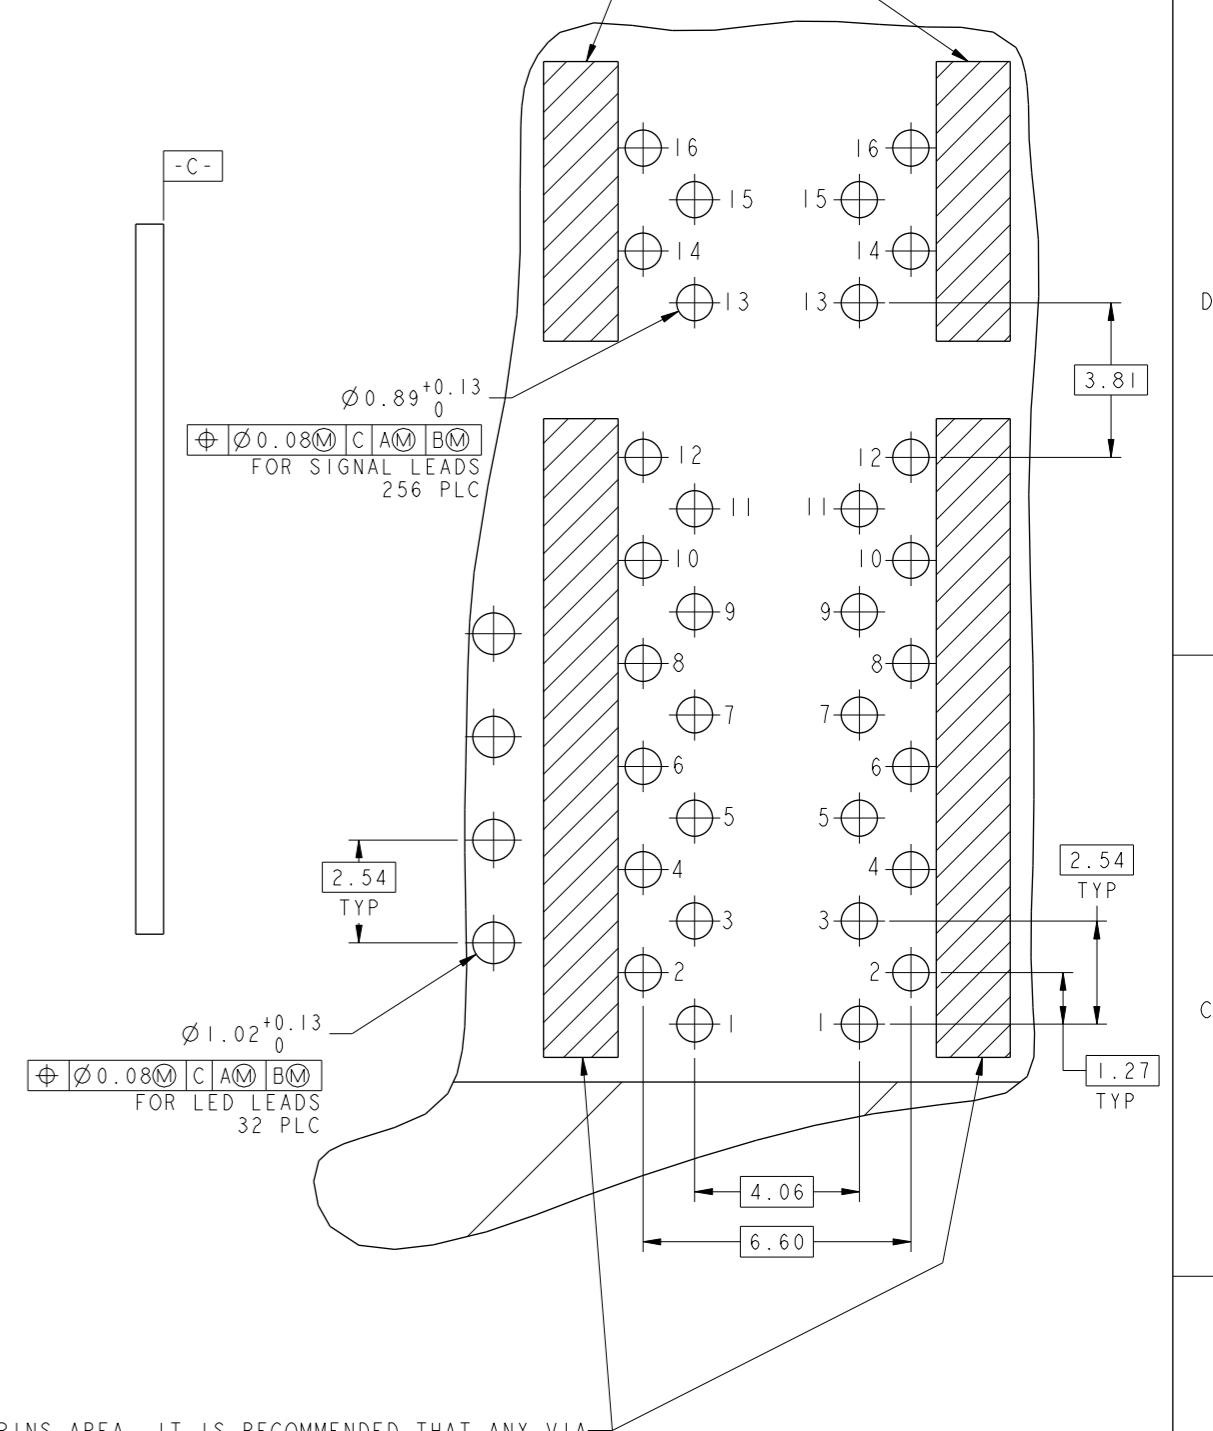 16 16
-C-
15 15
14 14
13 13
D
3.81
Ø0.89 +0.13 0
⌖ Ø0.08Ⓜ C AⓂ BⓂ
FOR SIGNAL LEADS
256 PLC
12 12
11 11
10 10
9 9
8 8
7 7
6 6
5 5
4 4
2.54
TYP
2.54
TYP
3 3
2 2
1 1
C
Ø1.02 +0.13 0
⌖ Ø0.08Ⓜ C AⓂ BⓂ
FOR LED LEADS
32 PLC
1.27
TYP
4.06
6.60
PINS AREA, IT IS RECOMMENDED THAT ANY VIA